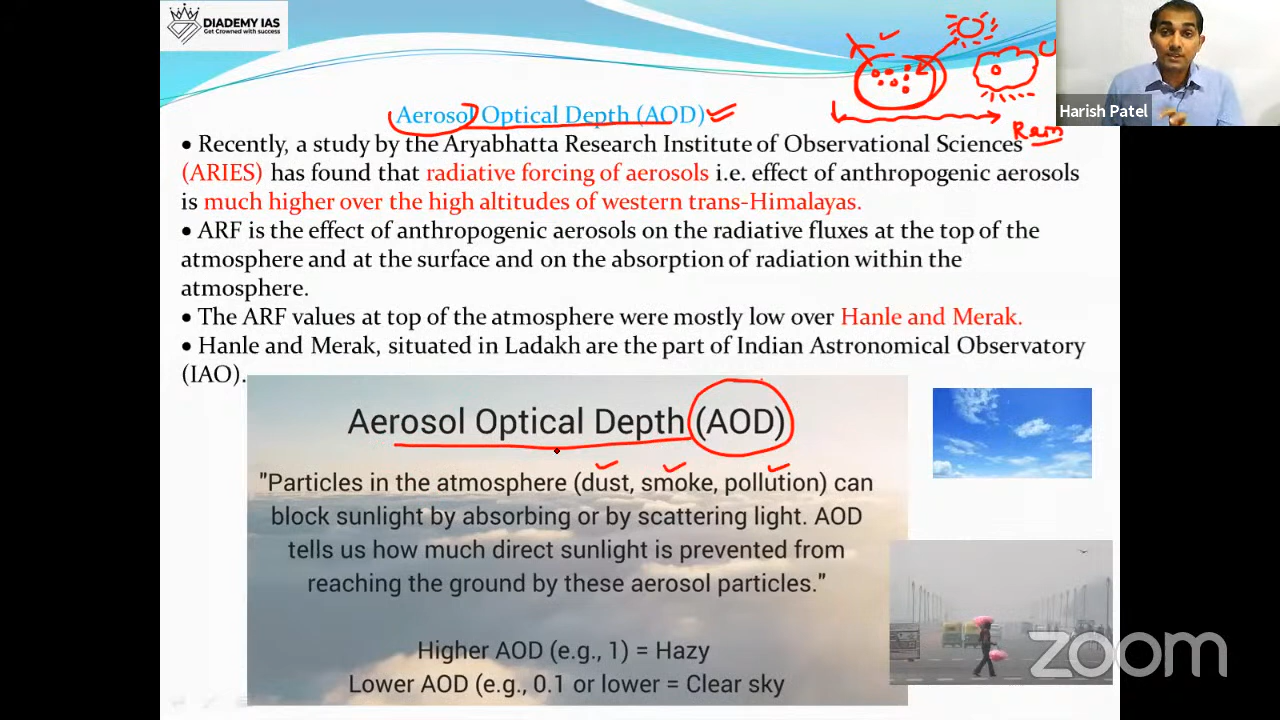 DIADEMY IAS
Get Crowned with success
Harish Patel
Rain
Aerosol Optical Depth (AOD)
• Recently, a study by the Aryabhatta Research Institute of Observational Sciences
(ARIES) has found that radiative forcing of aerosols i.e. effect of anthropogenic aerosols
is much higher over the high altitudes of western trans-Himalayas.
• ARF is the effect of anthropogenic aerosols on the radiative fluxes at the top of the
atmosphere and at the surface and on the absorption of radiation within the
atmosphere.
• The ARF values at top of the atmosphere were mostly low over Hanle and Merak.
• Hanle and Merak, situated in Ladakh are the part of Indian Astronomical Observatory
(IAO).
Aerosol Optical Depth (AOD)
"Particles in the atmosphere (dust, smoke, pollution) can
block sunlight by absorbing or by scattering light. AOD
tells us how much direct sunlight is prevented from
reaching the ground by these aerosol particles."
Higher AOD (e.g., 1) = Hazy
Lower AOD (e.g., 0.1 or lower = Clear sky
zoom